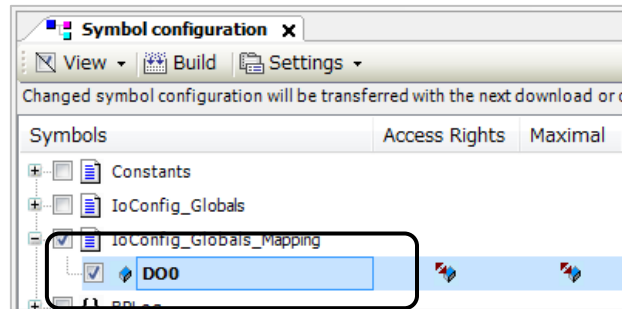 Symbol configuration x
View Build Settings
Changed symbol configuration will be transferred with the next download or
Symbols Access Rights Maximal
Constants
IoConfig_Globals
IoConfig_Globals_Mapping
DO0